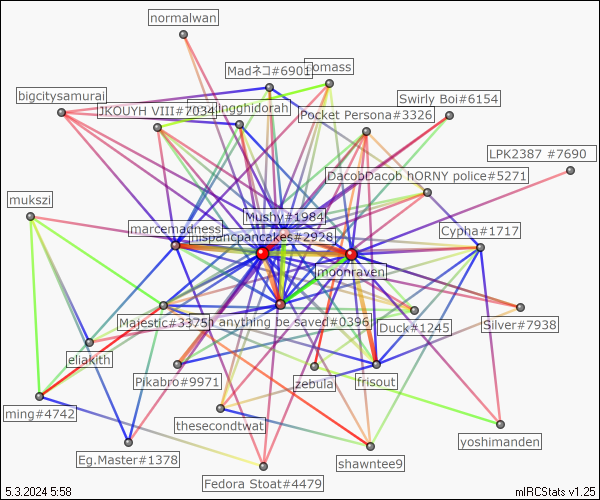 normalwan
Madネコ#6901
omass
bigcitysamurai
JKOUYH VIII#7034
ingghidorah
Pocket Persona#3326
Swirly Boi#6154
LPK2387 #7690
DacobDacob hORNY police#5271
mukszi
Mushy#1984
marcemadness
hispancpancakes#2928
Cypha#1717
moonraven
Majestic#3375
n anything be saved#0396
Duck#1245
Silver#7938
eliakith
Pikabro#9971
zebula
frisout
ming#4742
thesecondtwat
yoshimanden
Eg.Master#1378
shawntee9
Fedora Stoat#4479
5.3.2024 5:58
mIRCStats v1.25